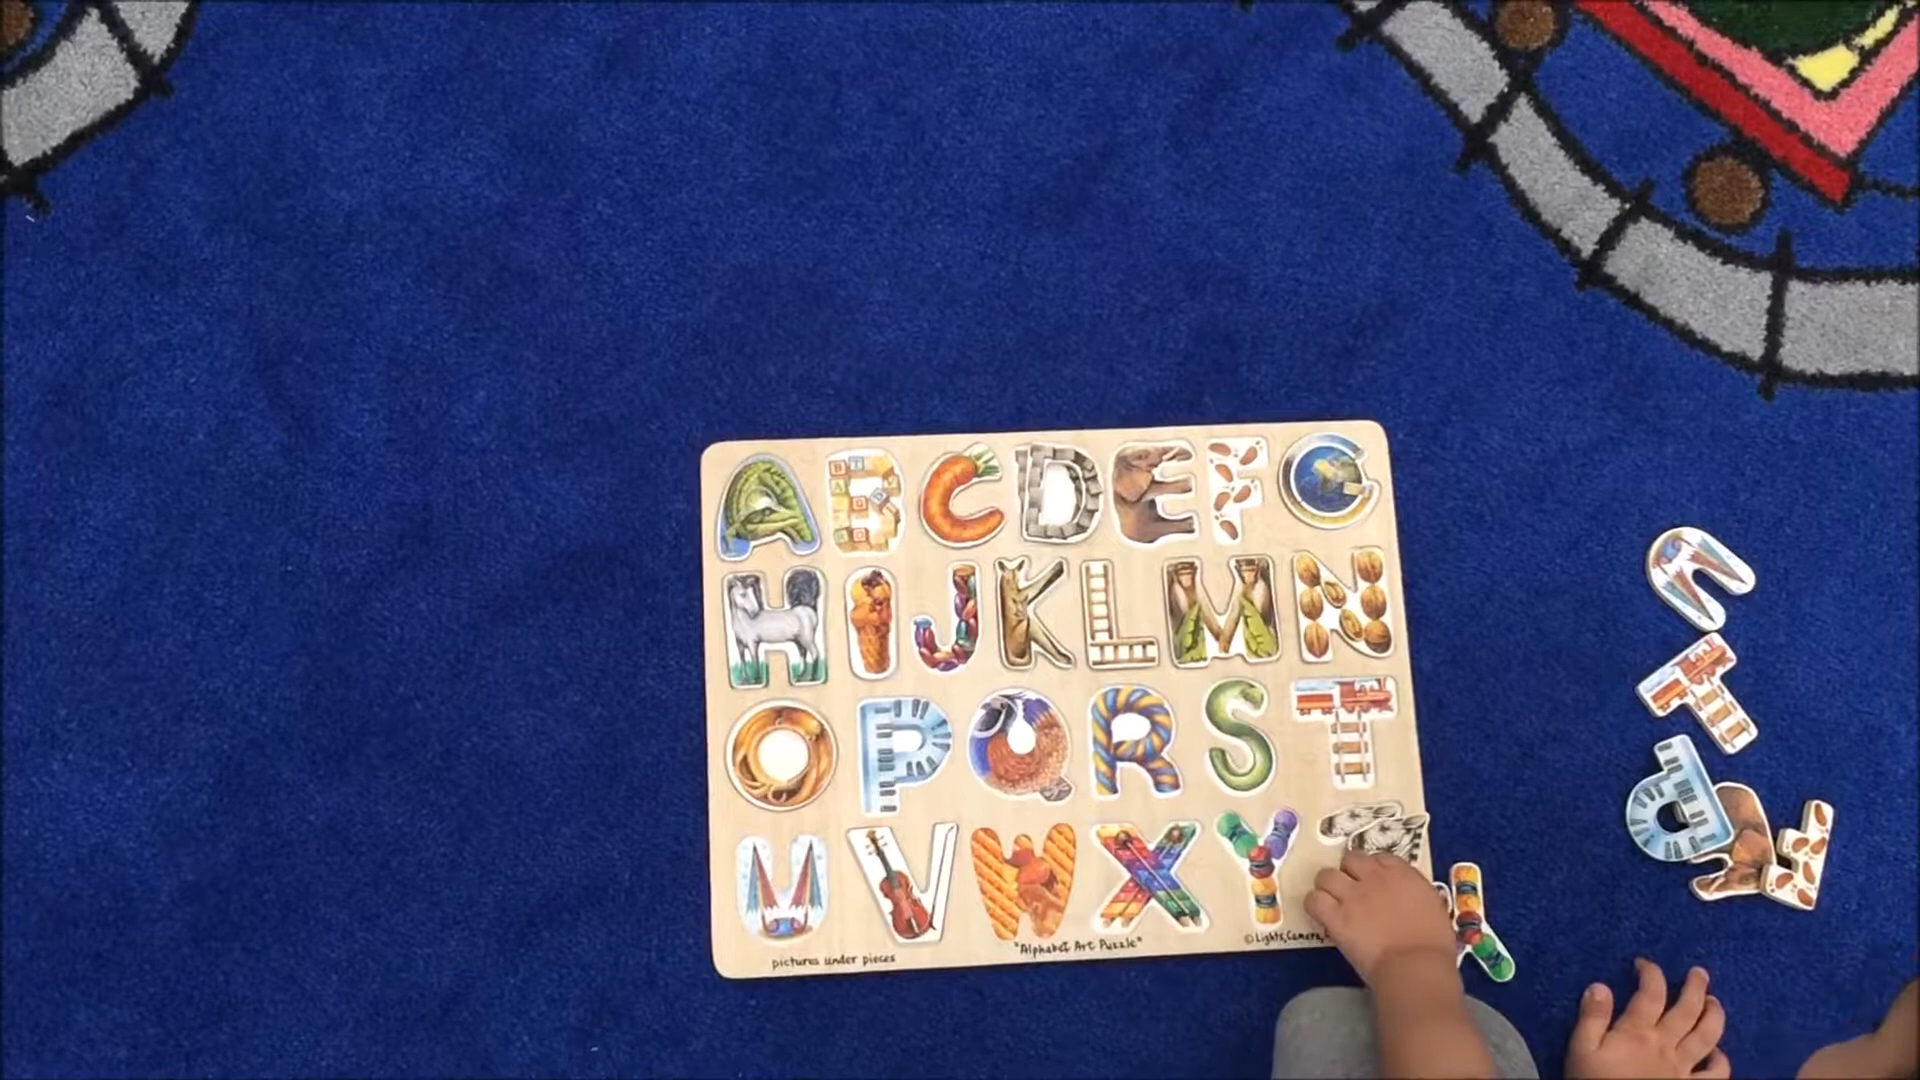 A B C D E F G
H I J K L M N
O P Q R S T
U V W X Y Z
"Alphabet Art Puzzle"
© Lights, Camera,
pictures under pieces
U
T
P
E
F
Y